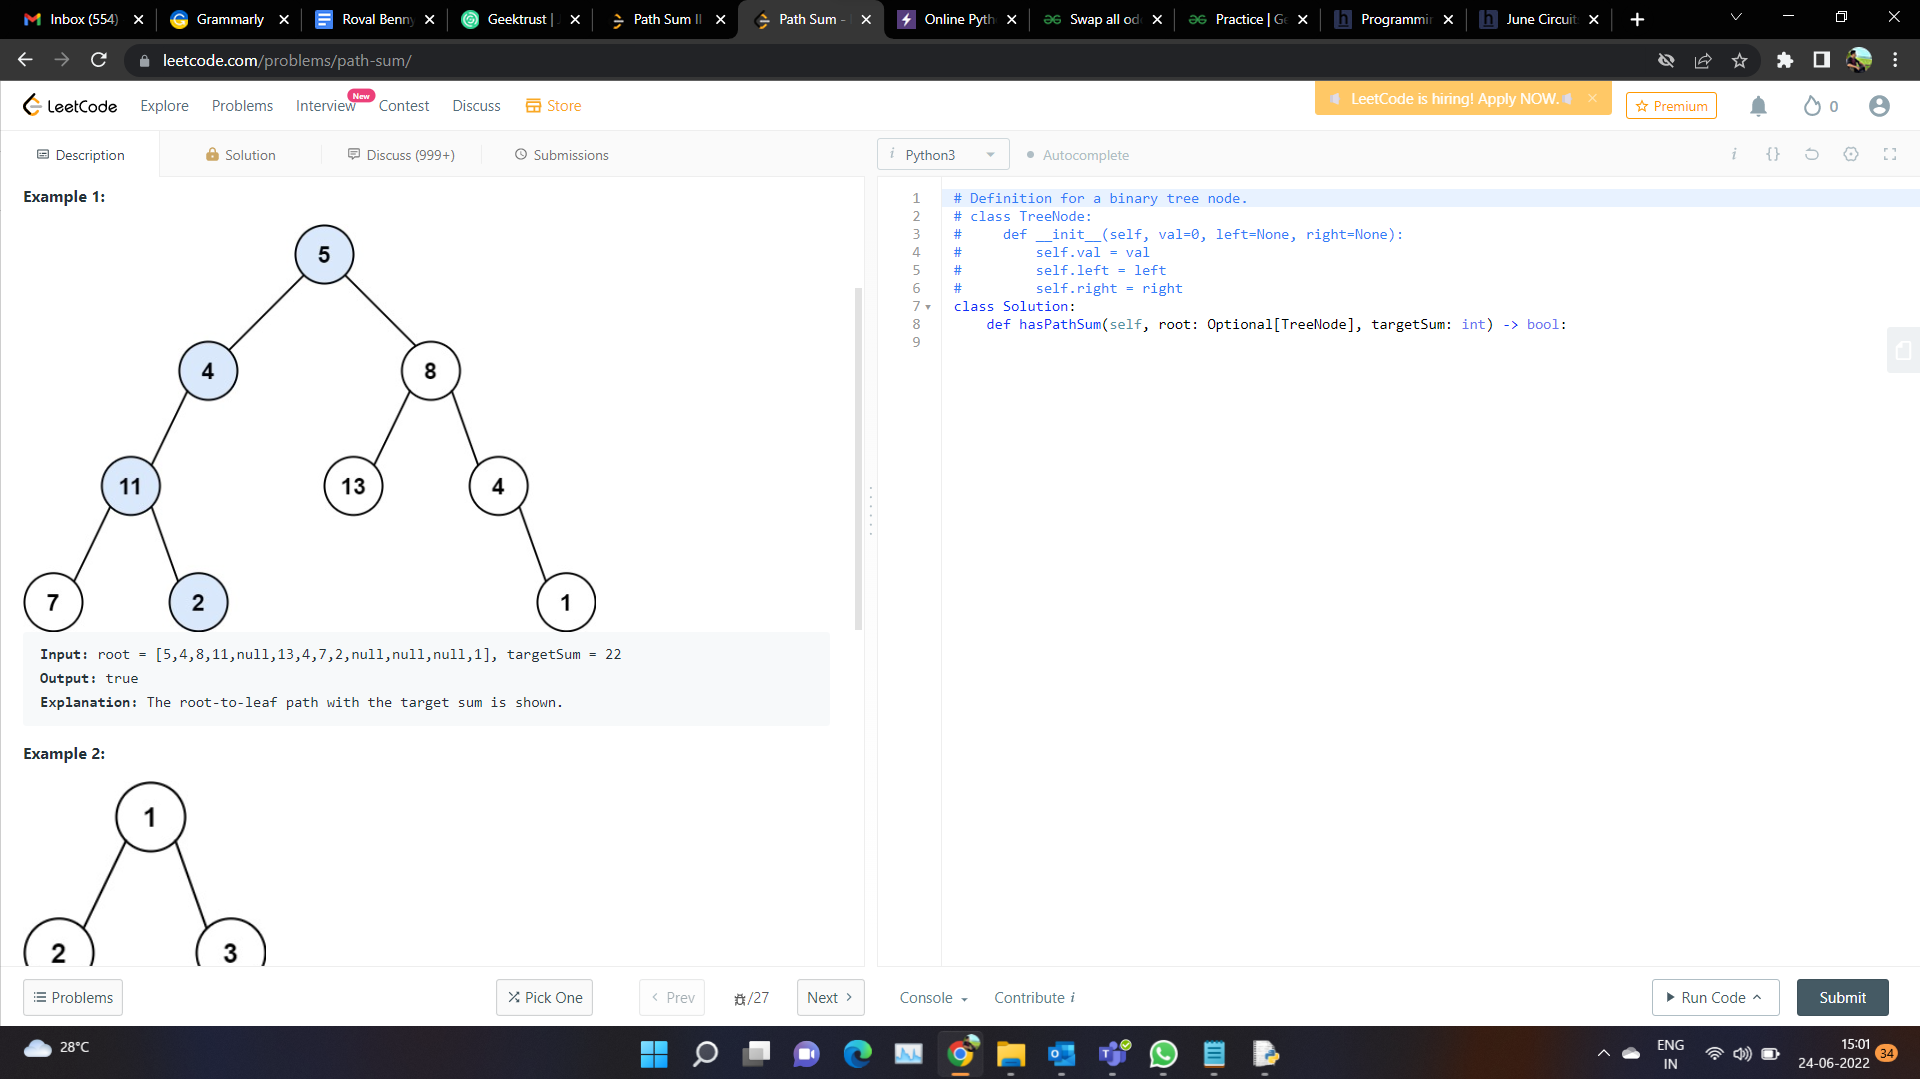 Inbox (554) Grammarly Roval Benny Geektrust | Path Sum II Path Sum - Online Pyth Swap all od Practice | Ge Programmi June Circuit
leetcode.com/problems/path-sum/
LeetCode Explore Problems Interview New Contest Discuss Store LeetCode is hiring! Apply NOW. Premium 0
Description Solution Discuss (999+) Submissions i Python3 Autocomplete i {}
Example 1:
5
4 8
11 13 4
7 2 1
Input: root = [5,4,8,11,null,13,4,7,2,null,null,null,1], targetSum = 22
Output: true
Explanation: The root-to-leaf path with the target sum is shown.
Example 2:
1
2 3
1 # Definition for a binary tree node.
2 # class TreeNode:
3 #     def __init__(self, val=0, left=None, right=None):
4 #         self.val = val
5 #         self.left = left
6 #         self.right = right
7 class Solution:
8     def hasPathSum(self, root: Optional[TreeNode], targetSum: int) -> bool:
9
Problems Pick One Prev /27 Next Console Contribute i Run Code Submit
28°C ENG 15:01
IN 24-06-2022 34